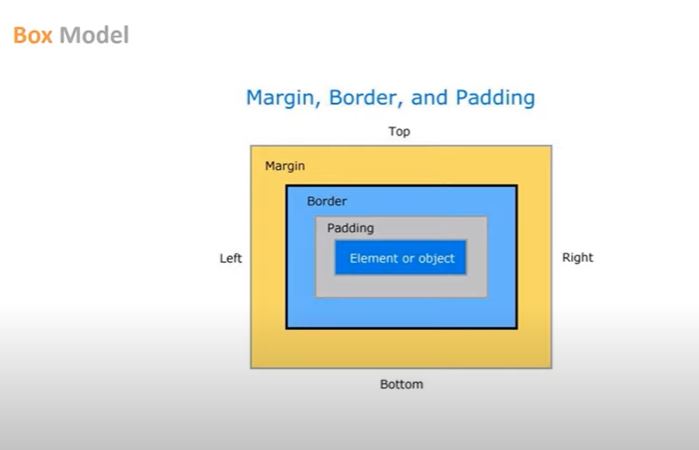 Box Model
Margin, Border, and Padding
Top
Margin
Border
Padding
Left
Element or object
Right
Bottom